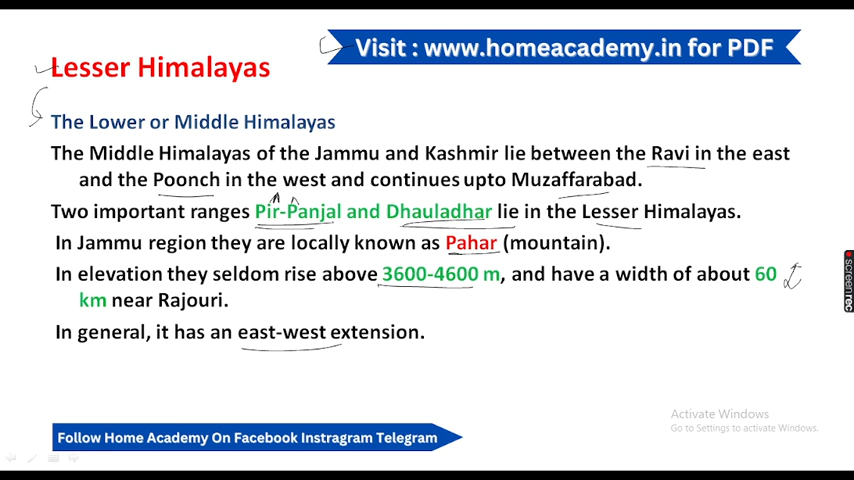 Visit : www.homeacademy.in for PDF
Lesser Himalayas
The Lower or Middle Himalayas
The Middle Himalayas of the Jammu and Kashmir lie between the Ravi in the east
and the Poonch in the west and continues upto Muzaffarabad.
Two important ranges Pir-Panjal and Dhauladhar lie in the Lesser Himalayas.
In Jammu region they are locally known as Pahar (mountain).
In elevation they seldom rise above 3600-4600 m, and have a width of about 60
km near Rajouri.
In general, it has an east-west extension.
screenrec
Activate Windows
Go to Settings to activate Windows.
Follow Home Academy On Facebook Instragram Telegram